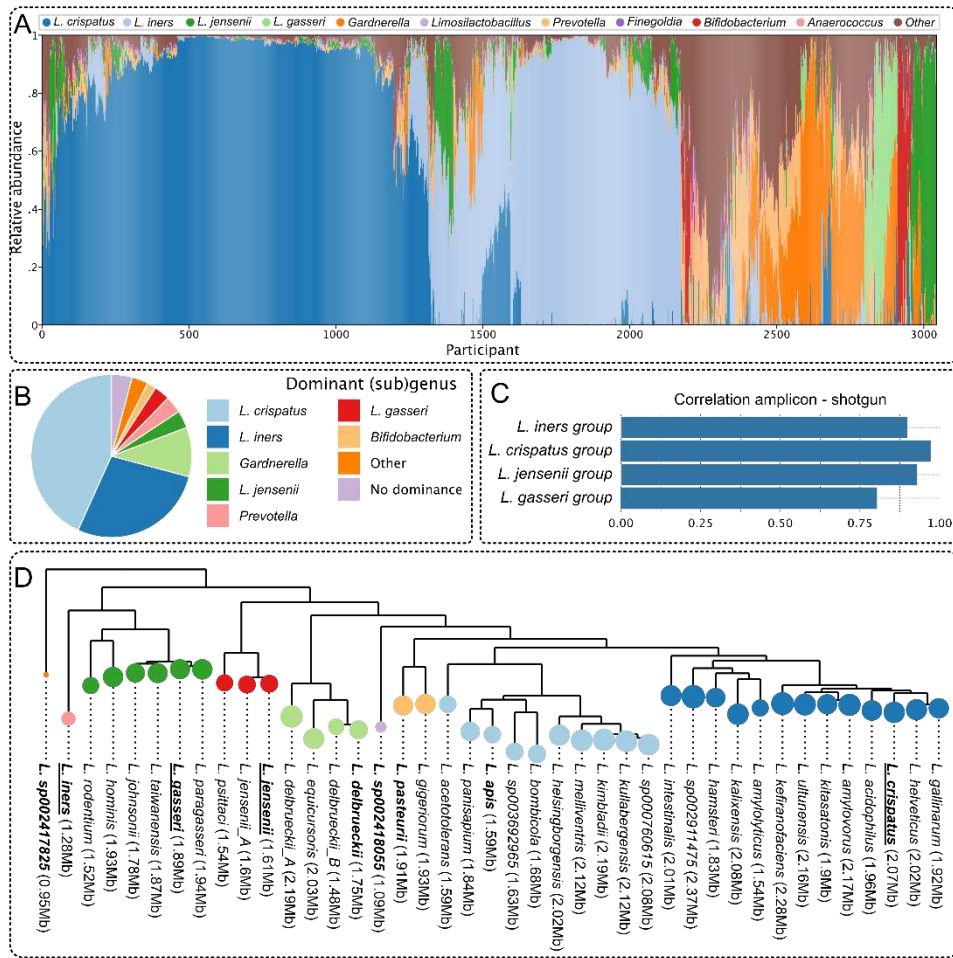 A
L. crispatus L. iners L. jensenii L. gasseri Gardnerella Limosilactobacillus Prevotella Finegoldia Bifidobacterium Anaerococcus Other
Relative abundance
1
.8
.6
.4
.2
0
0 500 1000 1500 2000 2500 3000
Participant
B
Dominant (sub)genus
L. crispatus
L. iners
Gardnerella
L. jensenii
Prevotella
L. gasseri
Bifidobacterium
Other
No dominance
C
Correlation amplicon - shotgun
L. iners group
L. crispatus group
L. jensenii group
L. gasseri group
0.00 0.25 0.50 0.75 1.00
D
L. sp002417825 (0.95Mb)
L. iners (1.28Mb)
L. rodentium (1.52Mb)
L. hominis (1.93Mb)
L. johnsonii (1.78Mb)
L. taiwanensis (1.87Mb)
L. gasseri (1.89Mb)
L. paragasseri (1.94Mb)
L. psittaci (1.54Mb)
L. jensenii_A (1.6Mb)
L. jensenii (1.61Mb)
L. delbrueckii_A (2.19Mb)
L. equicursoris (2.03Mb)
L. delbrueckii_B (1.48Mb)
L. delbrueckii (1.75Mb)
L. sp002418055 (1.09Mb)
L. pasteurii (1.91Mb)
L. gigeriorum (1.93Mb)
L. acetotolerans (1.59Mb)
L. panisapium (1.84Mb)
L. apis (1.59Mb)
L. sp003692965 (1.63Mb)
L. bombicola (1.68Mb)
L. helsingborgensis (2.02Mb)
L. melliventris (2.12Mb)
L. kimbladii (2.19Mb)
L. kullabergensis (2.12Mb)
L. sp000760615 (2.08Mb)
L. intestinalis (2.01Mb)
L. sp002911475 (2.37Mb)
L. hamsteri (1.83Mb)
L. kalixensis (2.08Mb)
L. amylolyticus (1.54Mb)
L. kefiranofaciens (2.28Mb)
L. ultunensis (2.16Mb)
L. kitasatonis (1.9Mb)
L. amylovorus (2.17Mb)
L. acidophilus (1.96Mb)
L. crispatus (2.07Mb)
L. helveticus (2.02Mb)
L. gallinarum (1.92Mb)